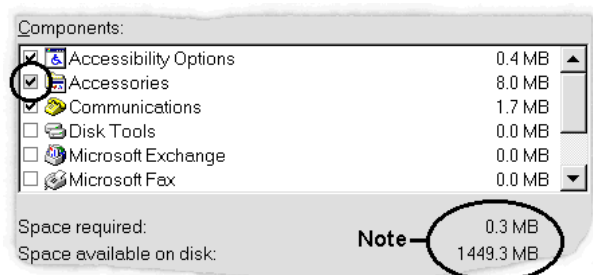 Components:
Accessibility Options 0.4 MB
Accessories 8.0 MB
Communications 1.7 MB
Disk Tools 0.0 MB
Microsoft Exchange 0.0 MB
Microsoft Fax 0.0 MB
Space required: 0.3 MB
Note
Space available on disk: 1449.3 MB